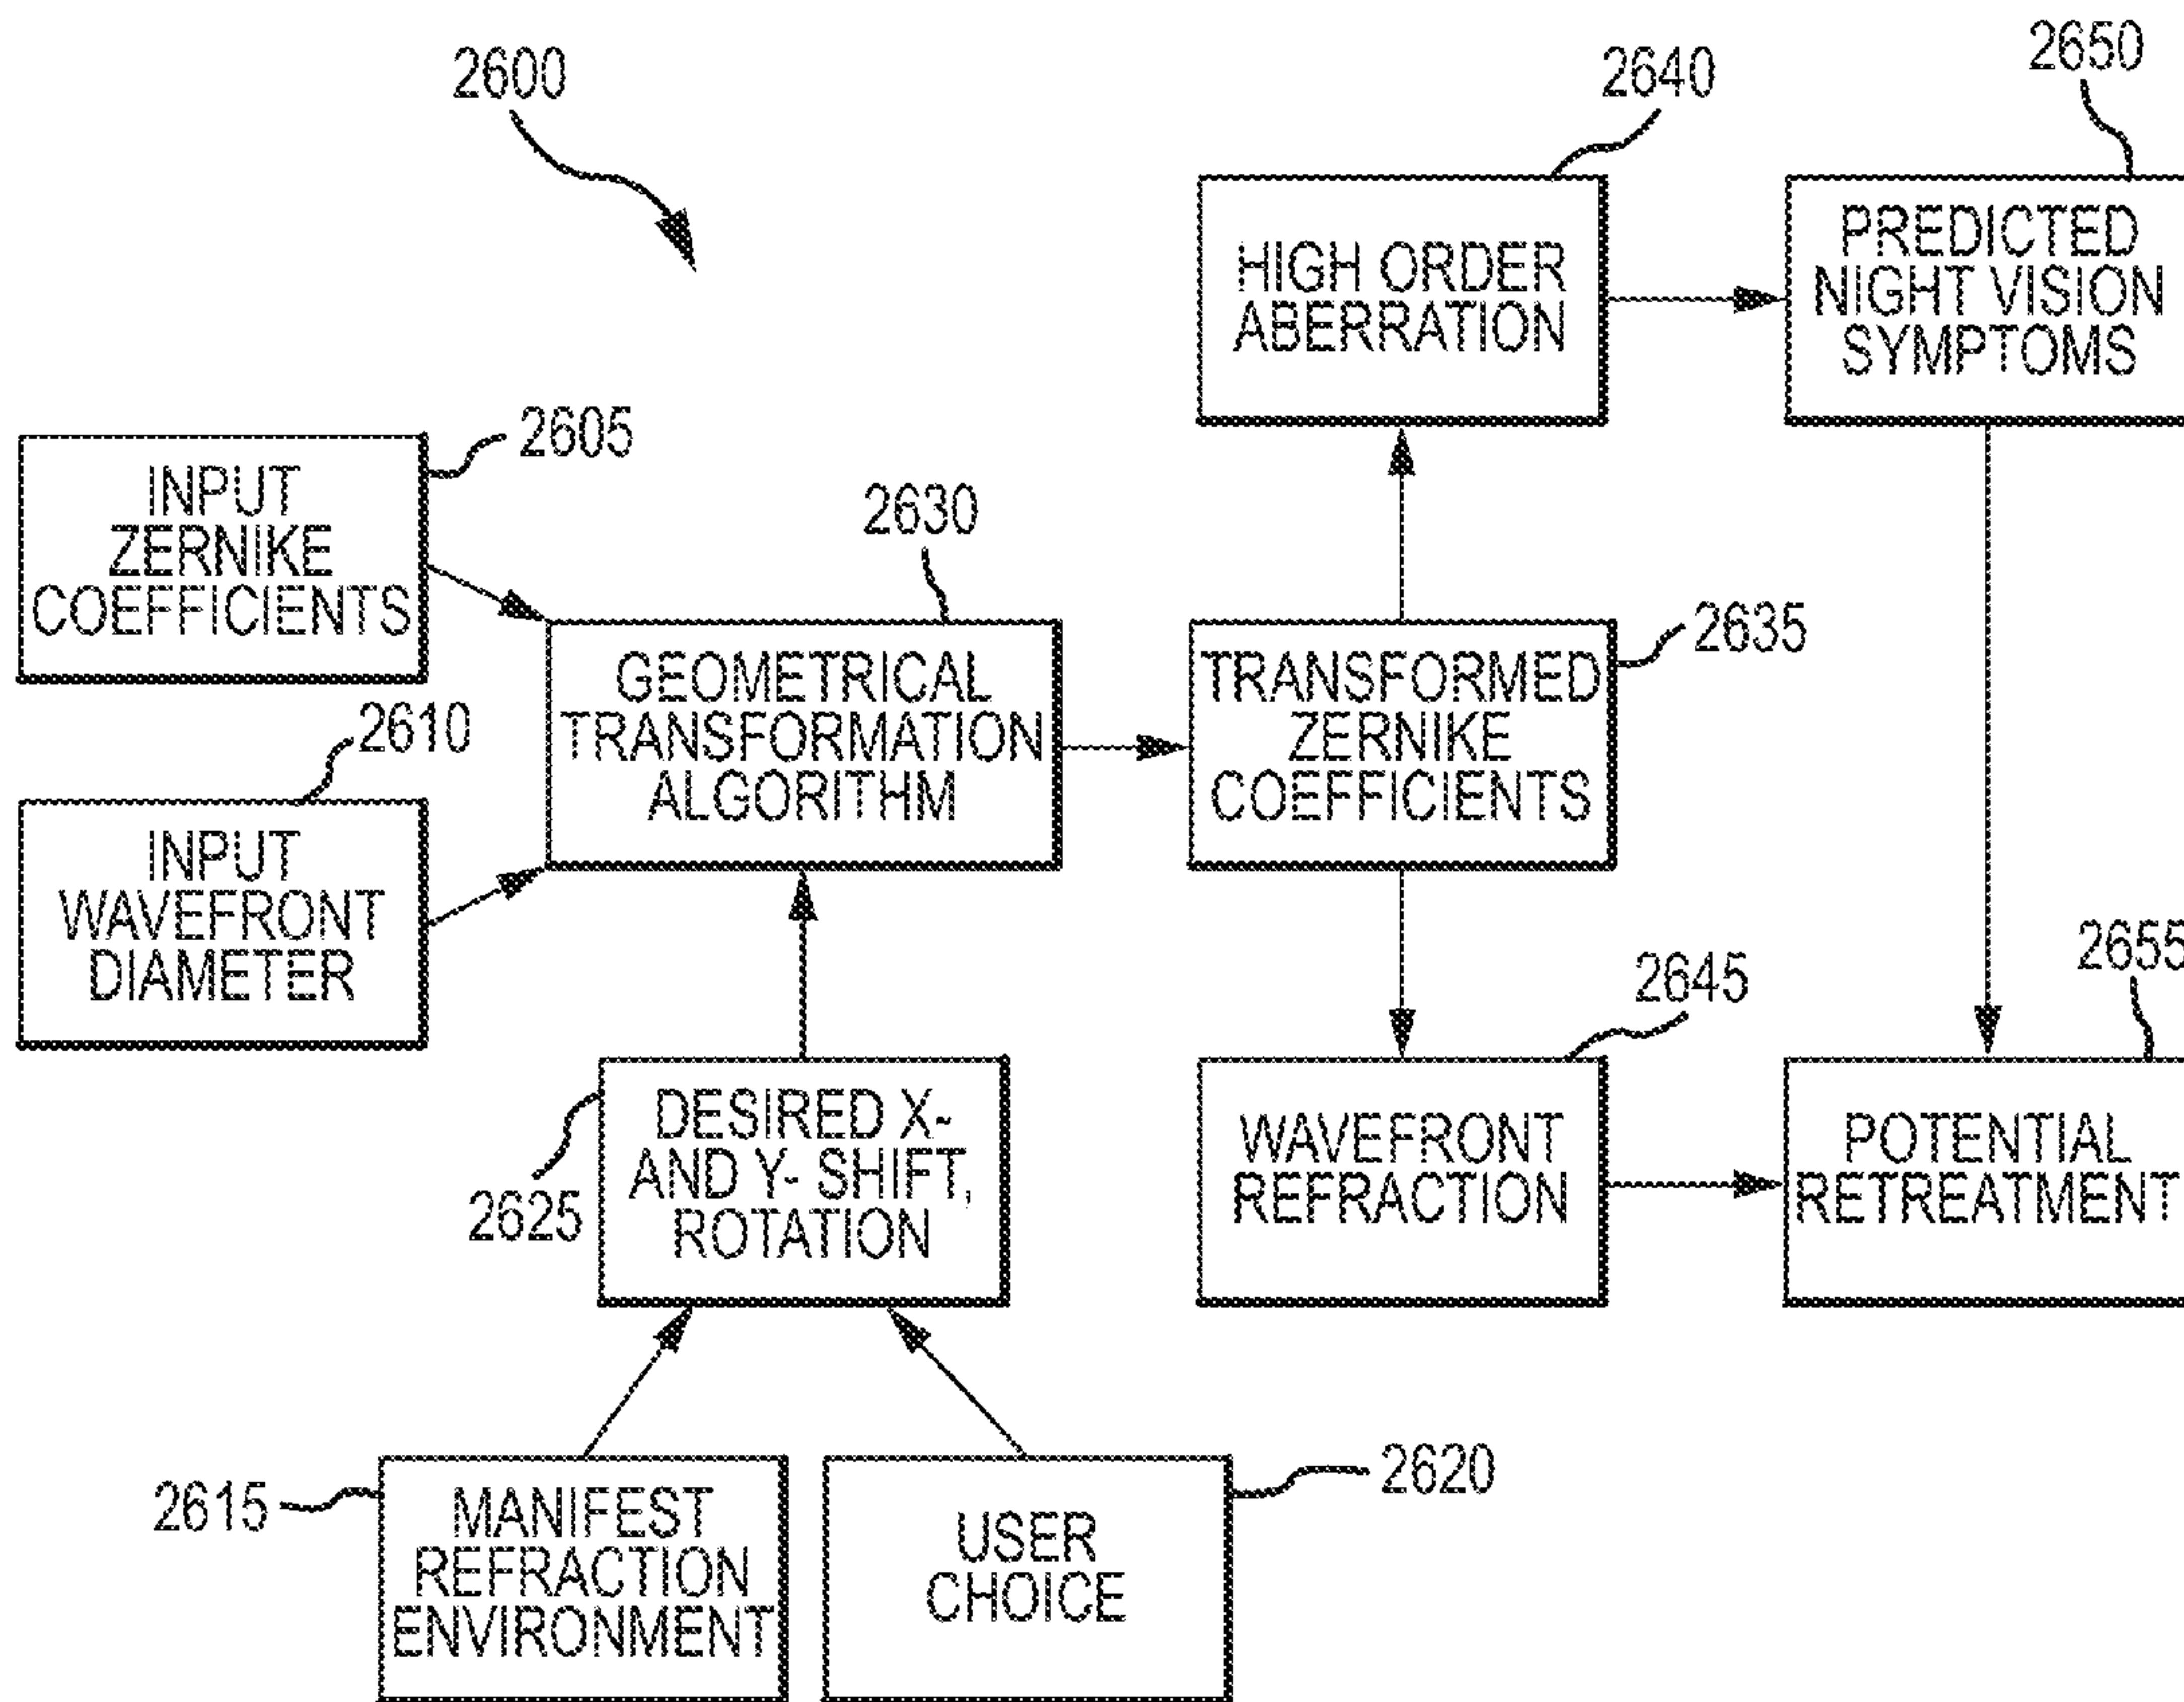 2600
2640
2650
HIGH ORDER
ABERRATION
PREDICTED
NIGHT VISION
SYMPTOMS
2605
INPUT
ZERNIKE
COEFFICIENTS
2630
GEOMETRICAL
TRANSFORMATION
ALGORITHM
2635
TRANSFORMED
ZERNIKE
COEFFICIENTS
2610
INPUT
WAVEFRONT
DIAMETER
2625
DESIRED X-
AND Y- SHIFT,
ROTATION
2645
WAVEFRONT
REFRACTION
2655
POTENTIAL
RETREATMENT
2615
MANIFEST
REFRACTION
ENVIRONMENT
2620
USER
CHOICE